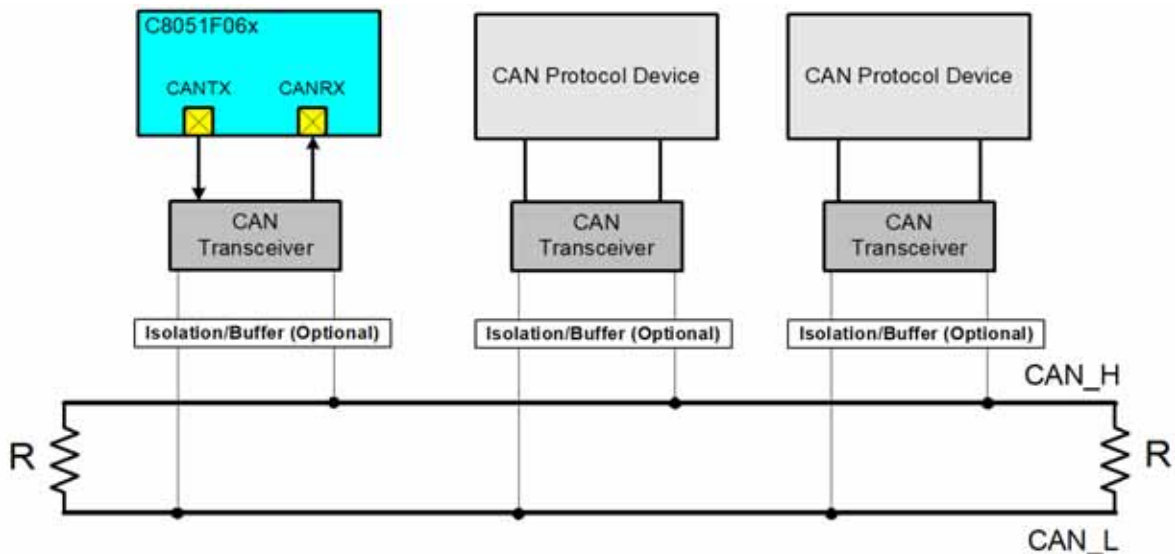 C8051F06x
CANTX
CANRX
CAN Protocol Device
CAN Protocol Device
CAN
Transceiver
CAN
Transceiver
CAN
Transceiver
Isolation/Buffer (Optional)
Isolation/Buffer (Optional)
Isolation/Buffer (Optional)
CAN_H
R
R
CAN_L